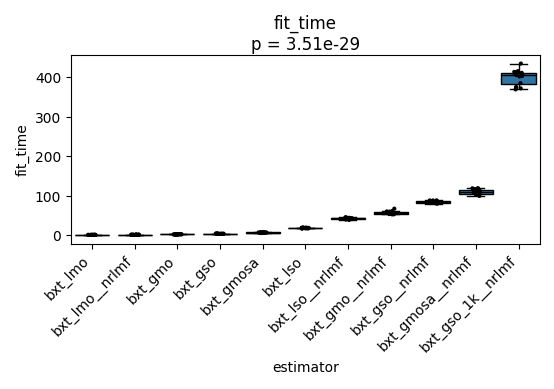 fit_time
p = 3.51e-29
fit_time
400
300
200
100
0
bxt_lmo
bxt_lmo__nrlmf
bxt_gmo
bxt_gso
bxt_gmosa
bxt_lso
bxt_lso__nrlmf
bxt_gmo__nrlmf
bxt_gso__nrlmf
bxt_gmosa__nrlmf
bxt_gso_1k__nrlmf
estimator